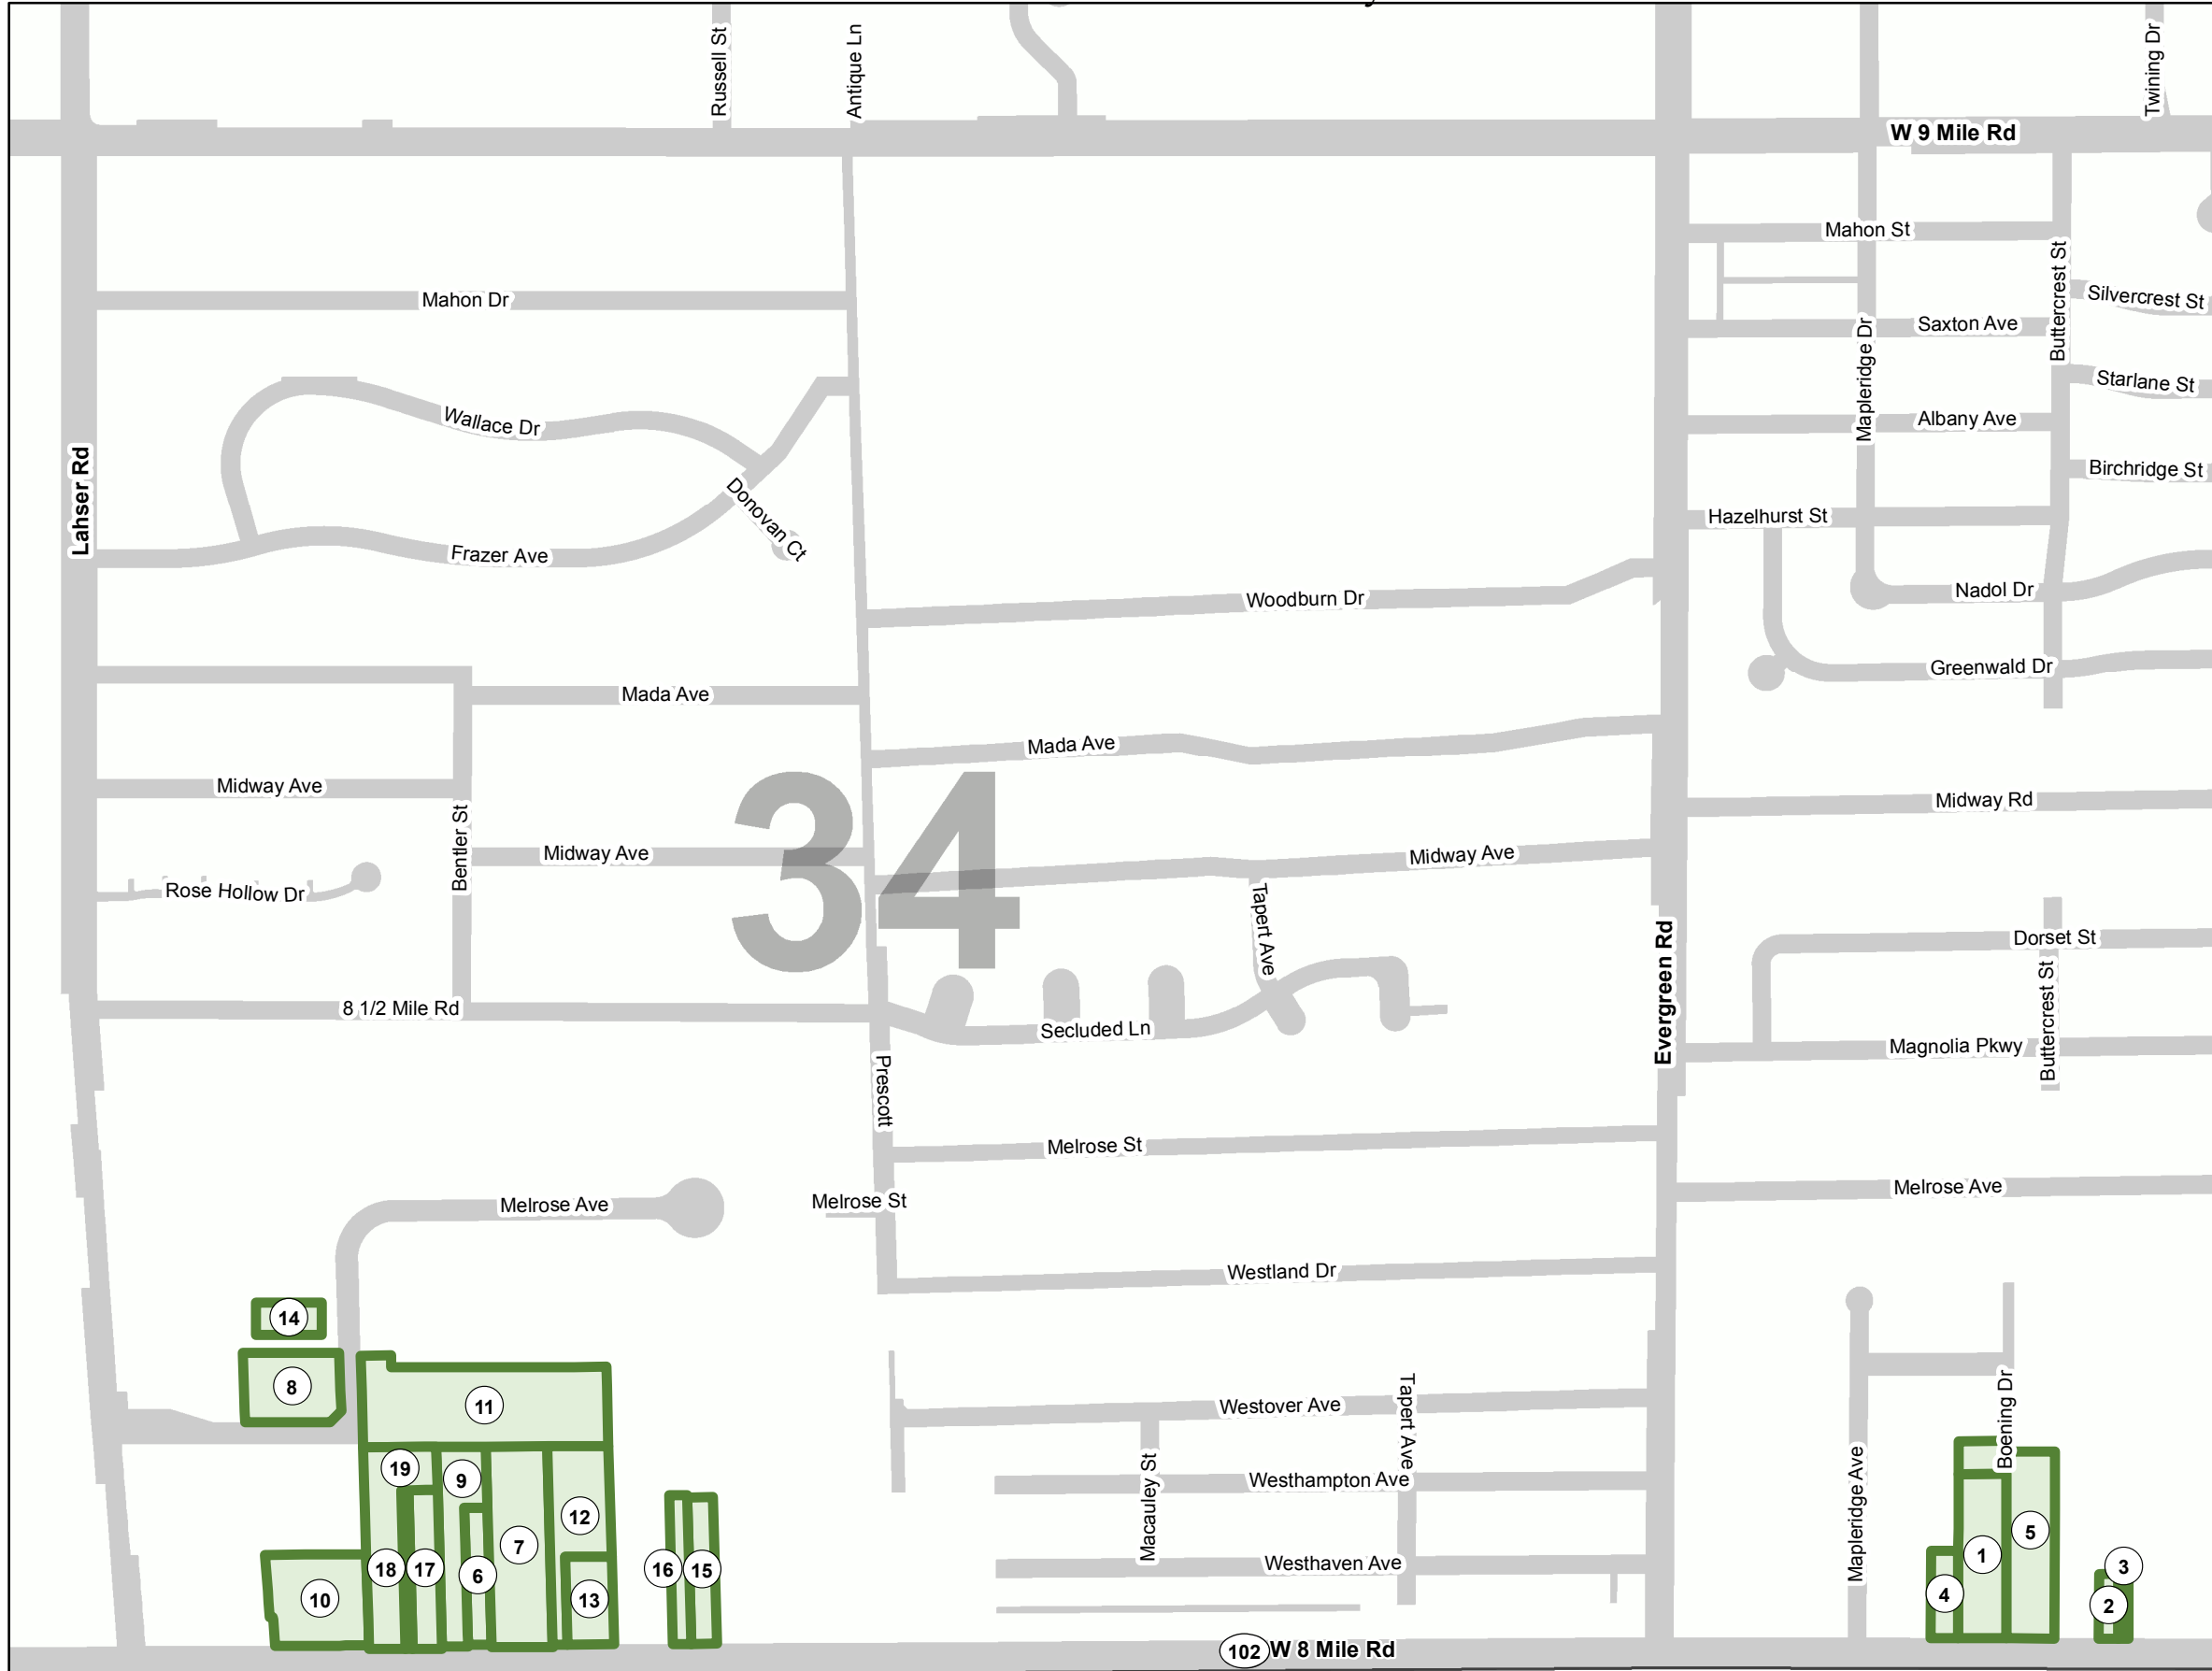 Russell St
Antique Ln
Twining Dr
W 9 Mile Rd
Mahon St
Mahon Dr
Buttercrest St
Silvercrest St
Saxton Ave
Mapleridge Dr
Starlane St
Wallace Dr
Albany Ave
Lahser Rd
Birchridge St
Donovan Ct
Hazelhurst St
Frazer Ave
Woodburn Dr
Nadol Dr
Greenwald Dr
Mada Ave
Mada Ave
Midway Ave
Midway Rd
34
Bentler St
Midway Ave
Midway Ave
Rose Hollow Dr
Tapert Ave
Evergreen Rd
Dorset St
Buttercrest St
8 1/2 Mile Rd
Secluded Ln
Magnolia Pkwy
Prescott
Melrose St
Melrose Ave
Melrose St
Melrose Ave
Westland Dr
14
8
11
Westover Ave
Tapert Ave
Boening Dr
Macauley St
Mapleridge Ave
19
9
Westhampton Ave
12
7
5
1
18
17
6
16
15
Westhaven Ave
3
10
13
4
2
102
W 8 Mile Rd